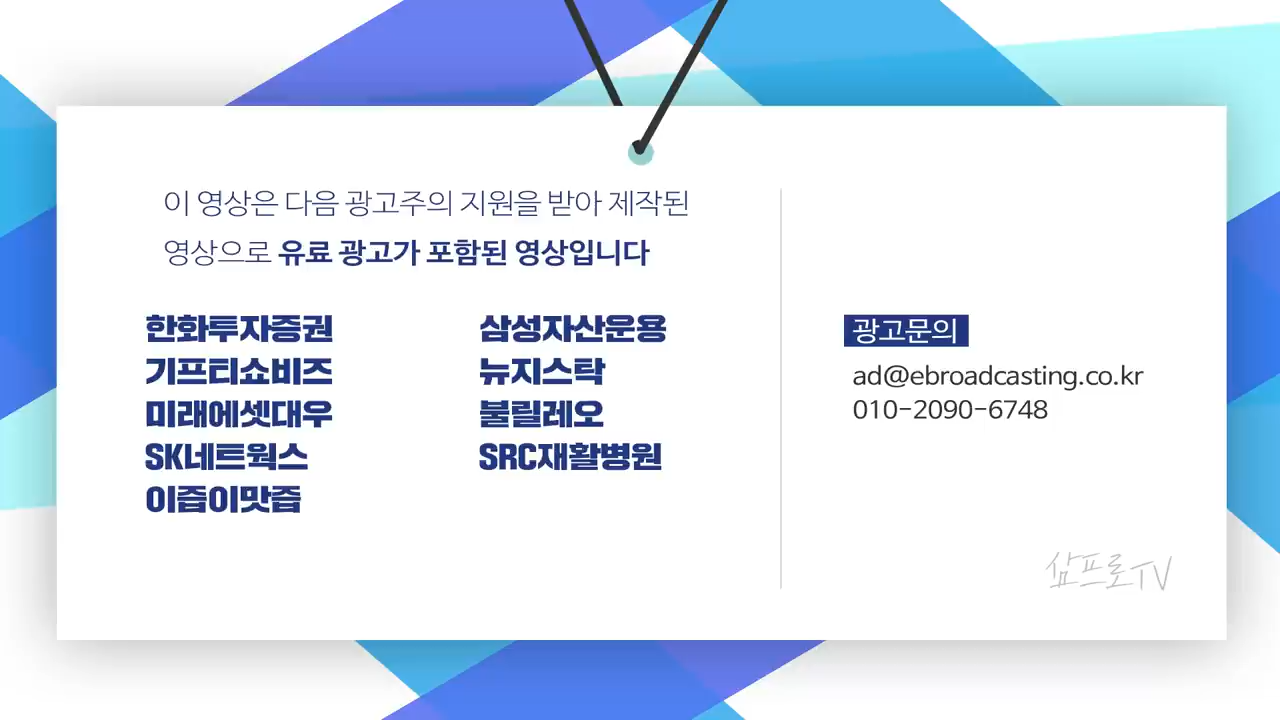 이 영상은 다음 광고주의 지원을 받아 제작된
영상으로 유료 광고가 포함된 영상입니다
한화투자증권
기프티쇼비즈
미래에셋대우
SK네트웍스
이즙이맛즙
삼성자산운용
뉴지스탁
불릴레오
SRC재활병원
광고문의
ad@ebroadcasting.co.kr
010-2090-6748
삼프로TV